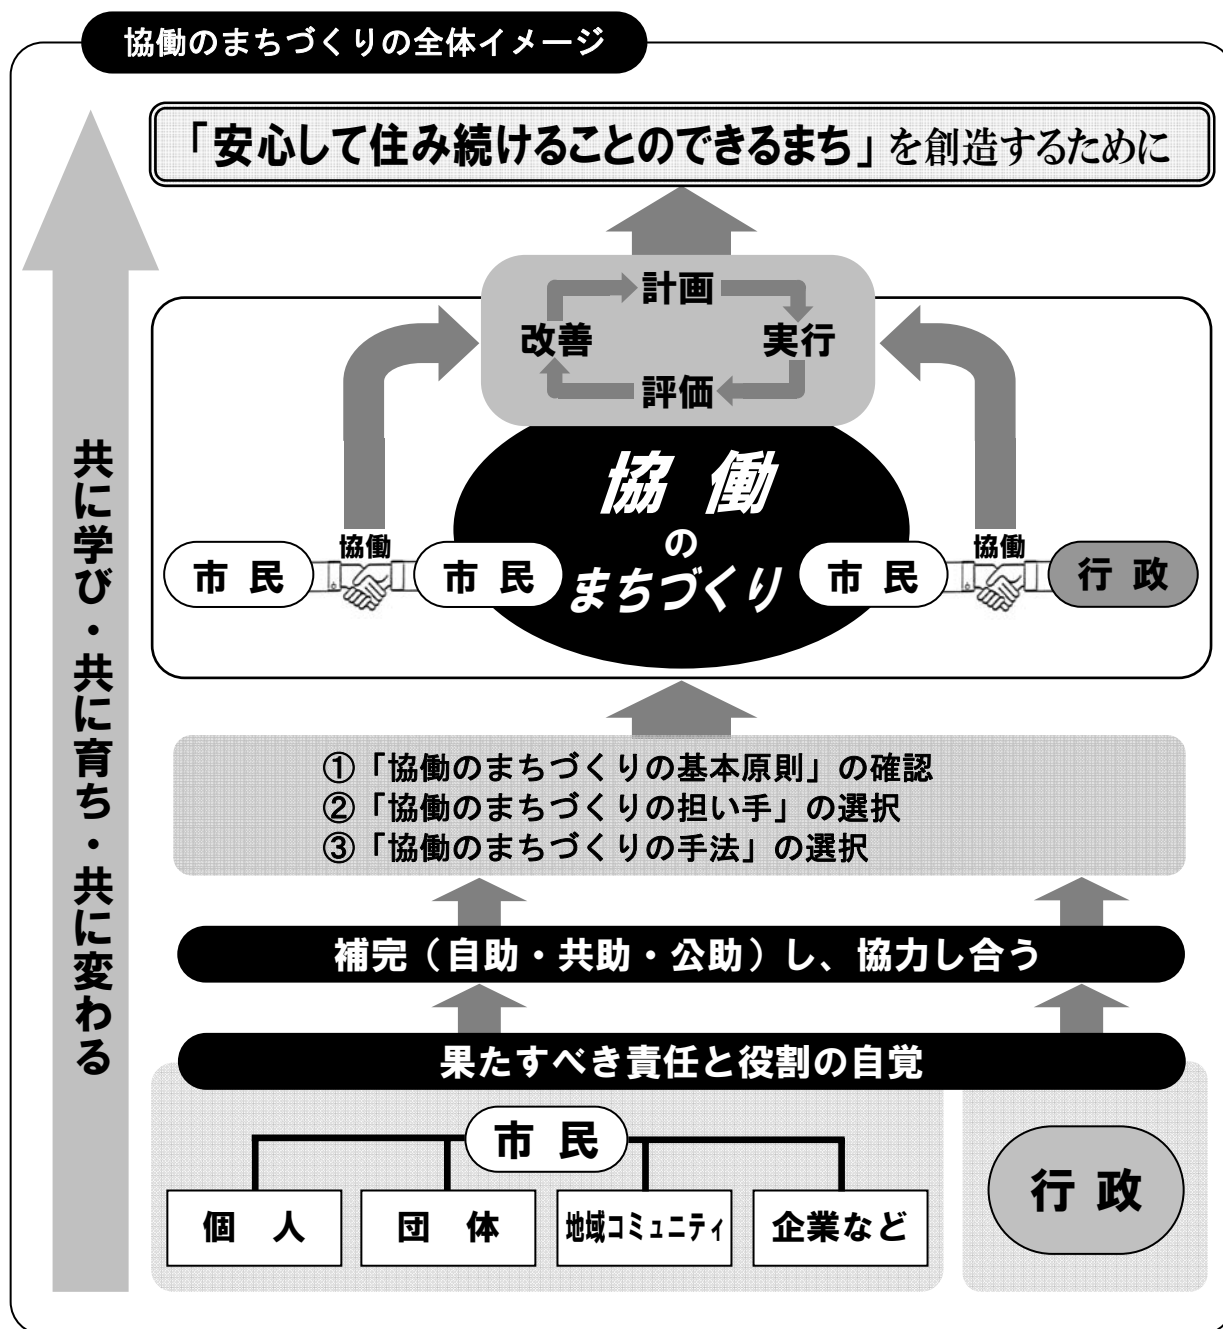 協働のまちづくりの全体イメージ
「安心して住み続けることのできるまち」を創造するために
計画
改善
実行
評価
協働
の
まちづくり
協働
協働
市民
市民
市民
行政
共に学び・共に育ち・共に変わる
①「協働のまちづくりの基本原則」の確認
②「協働のまちづくりの担い手」の選択
③「協働のまちづくりの手法」の選択
補完（自助・共助・公助）し、協力し合う
果たすべき責任と役割の自覚
市民
個人
団体
地域コミュニティ
企業など
行政